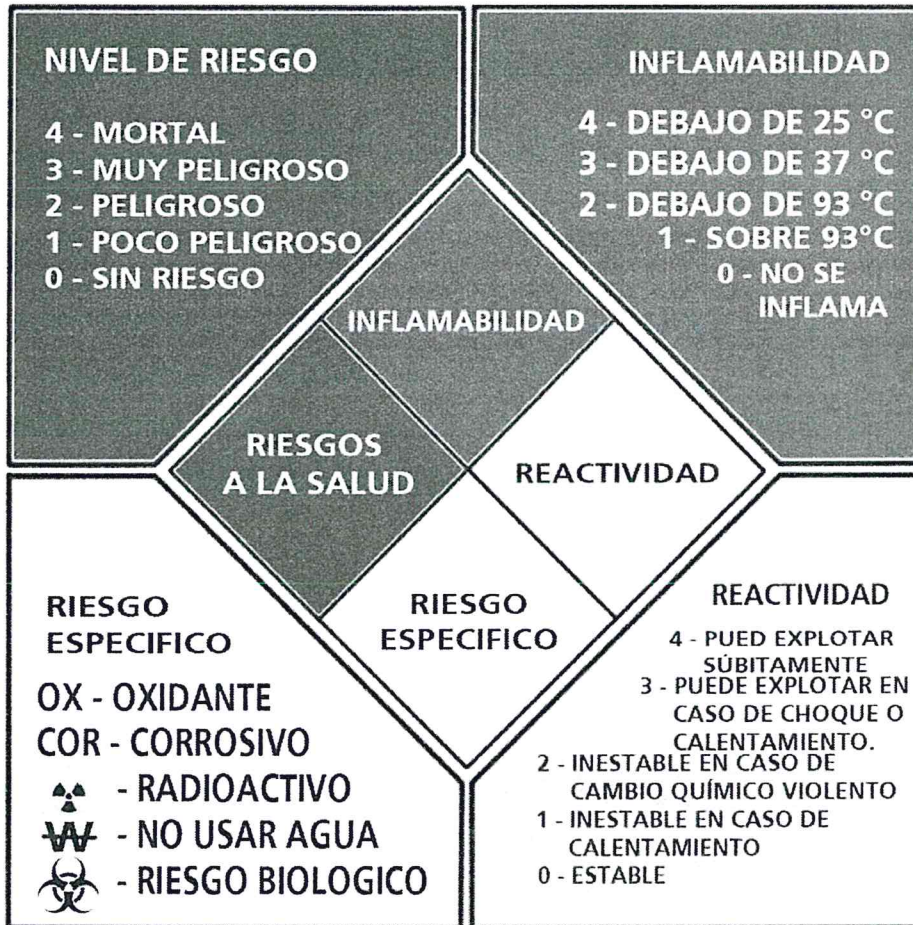 NIVEL DE RIESGO
4 - MORTAL
3 - MUY PELIGROSO
2 - PELIGROSO
1 - POCO PELIGROSO
0 - SIN RIESGO
INFLAMABILIDAD
4 - DEBAJO DE 25 °C
3 - DEBAJO DE 37 °C
2 - DEBAJO DE 93 °C
1 - SOBRE 93°C
0 - NO SE
INFLAMA
INFLAMABILIDAD
RIESGOS
A LA SALUD
REACTIVIDAD
RIESGO
ESPECIFICO
RIESGO
ESPECIFICO
OX - OXIDANTE
COR - CORROSIVO
- RADIOACTIVO
W - NO USAR AGUA
- RIESGO BIOLOGICO
REACTIVIDAD
4 - PUED EXPLOTAR
SÚBITAMENTE
3 - PUEDE EXPLOTAR EN
CASO DE CHOQUE O
CALENTAMIENTO.
2 - INESTABLE EN CASO DE
CAMBIO QUÍMICO VIOLENTO
1 - INESTABLE EN CASO DE
CALENTAMIENTO
0 - ESTABLE